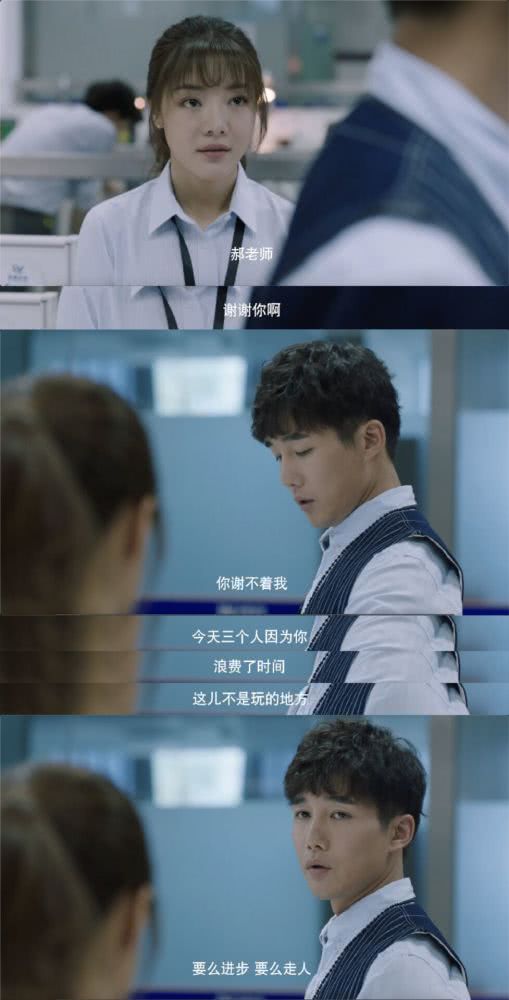 郝老师
谢谢你啊
你谢不着我
今天三个人因为你
浪费了时间
这儿不是玩的地方
要么进步 要么走人